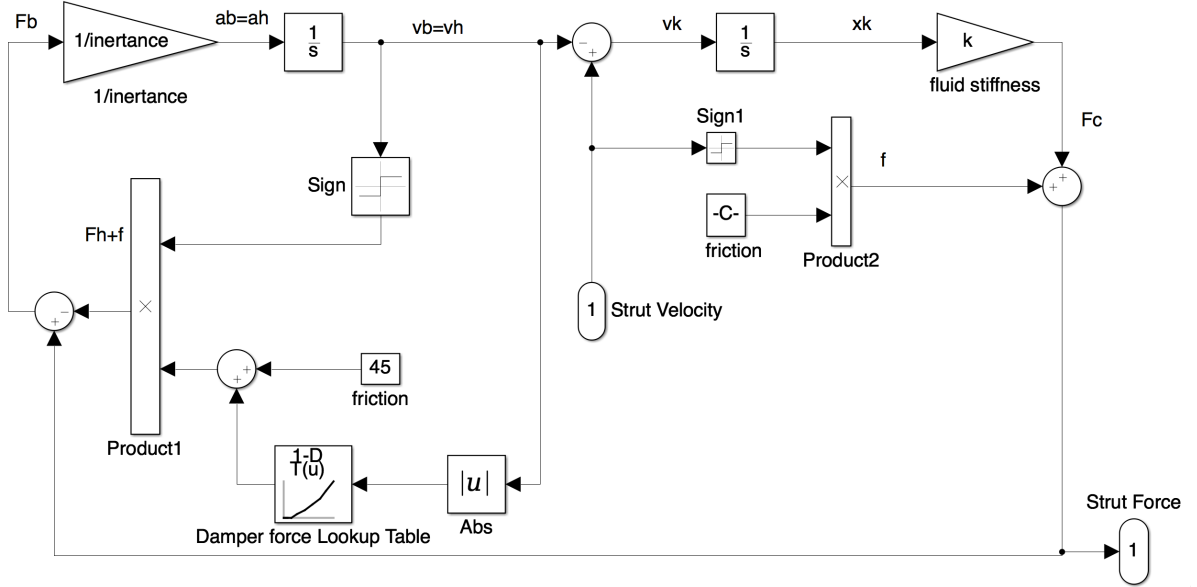 Fb
1/inertance
1/inertance
ab=ah
1
s
vb=vh
vk
1
s
xk
k
fluid stiffness
Fc
Sign
Sign1
f
-C-
friction
Product2
Fh+f
1 Strut Velocity
45
friction
Product1
1-D
T(u)
Damper force Lookup Table
|u|
Abs
Strut Force
1